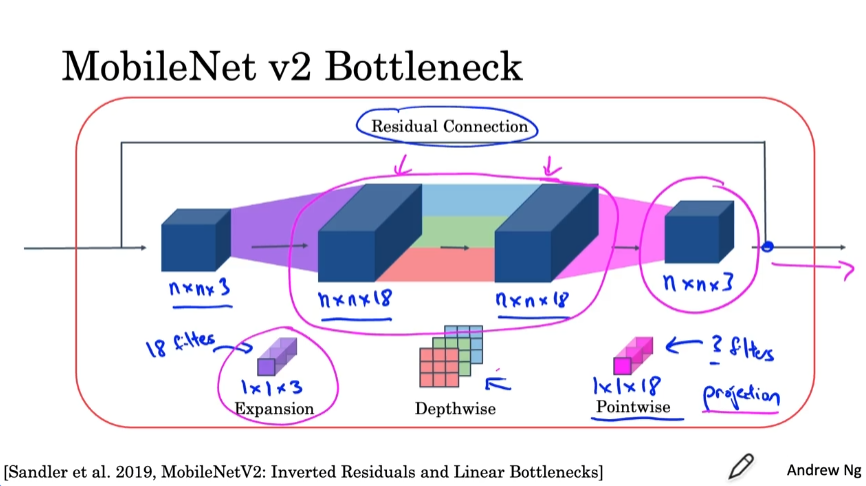 MobileNet v2 Bottleneck
Residual Connection
n×n×3
n×n×18
n×n×18
n×n×3
18 filtes
1×1×3
Expansion
Depthwise
1×1×18
Pointwise
3 filters
projection
[Sandler et al. 2019, MobileNetV2: Inverted Residuals and Linear Bottlenecks]
Andrew Ng